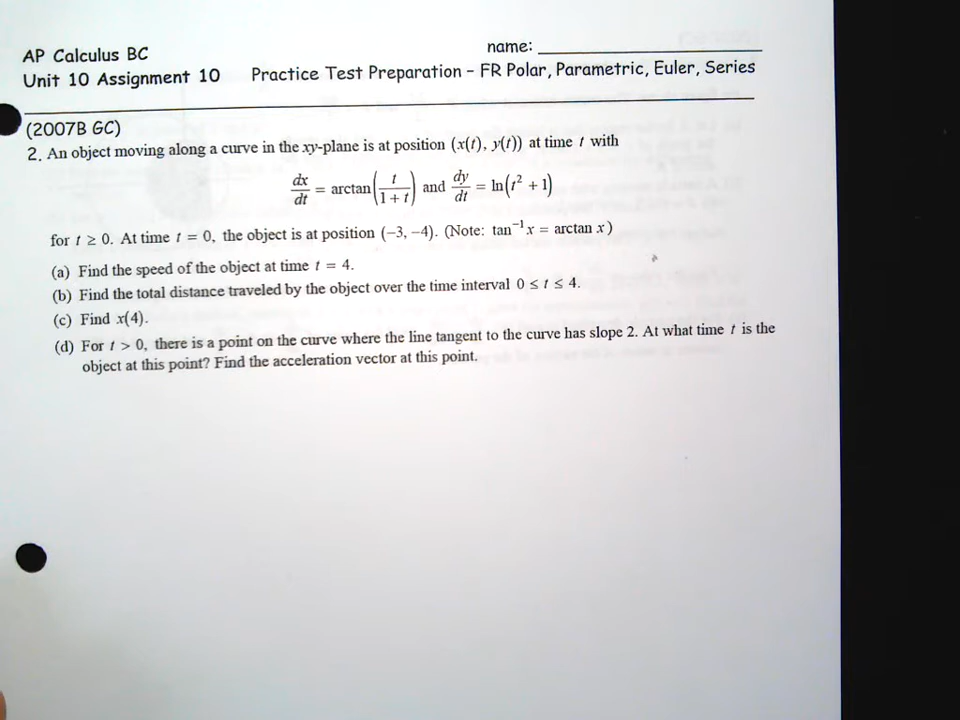 name: ____________________
AP Calculus BC
Unit 10 Assignment 10 Practice Test Preparation - FR Polar, Parametric, Euler, Series
(2007B GC)
2. An object moving along a curve in the xy-plane is at position (x(t), y(t)) at time t with
dx/dt = arctan(t/(1 + t)) and dy/dt = ln(t² + 1)
for t ≥ 0. At time t = 0, the object is at position (−3, −4). (Note: tan⁻¹x = arctan x)
(a) Find the speed of the object at time t = 4.
(b) Find the total distance traveled by the object over the time interval 0 ≤ t ≤ 4.
(c) Find x(4).
(d) For t > 0, there is a point on the curve where the line tangent to the curve has slope 2. At what time t is the
object at this point? Find the acceleration vector at this point.